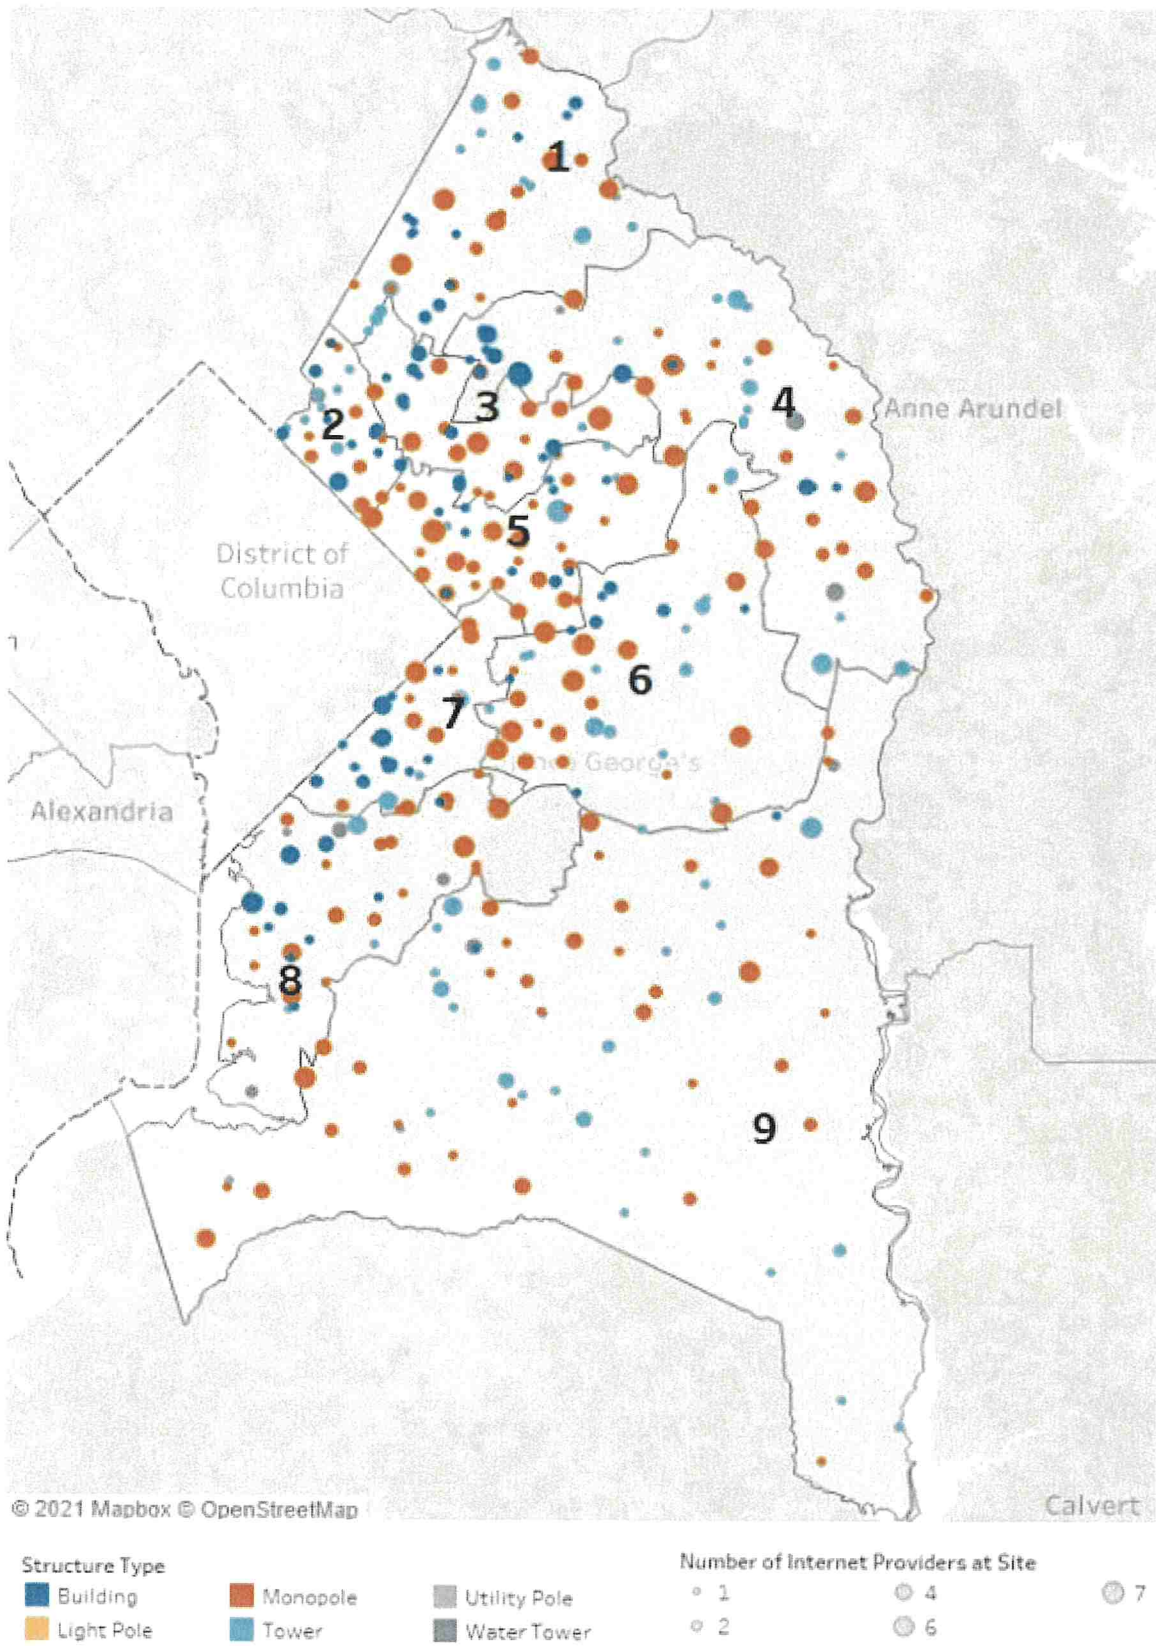 1
4
Anne Arundel
3
2
5
District of
Columbia
6
7
George's
Alexandria
8
9
© 2021 Mapbox © OpenStreetMap
Calvert
Structure Type
Building
Monopole
Utility Pole
Light Pole
Tower
Water Tower
Number of Internet Providers at Site
1
4
7
2
6